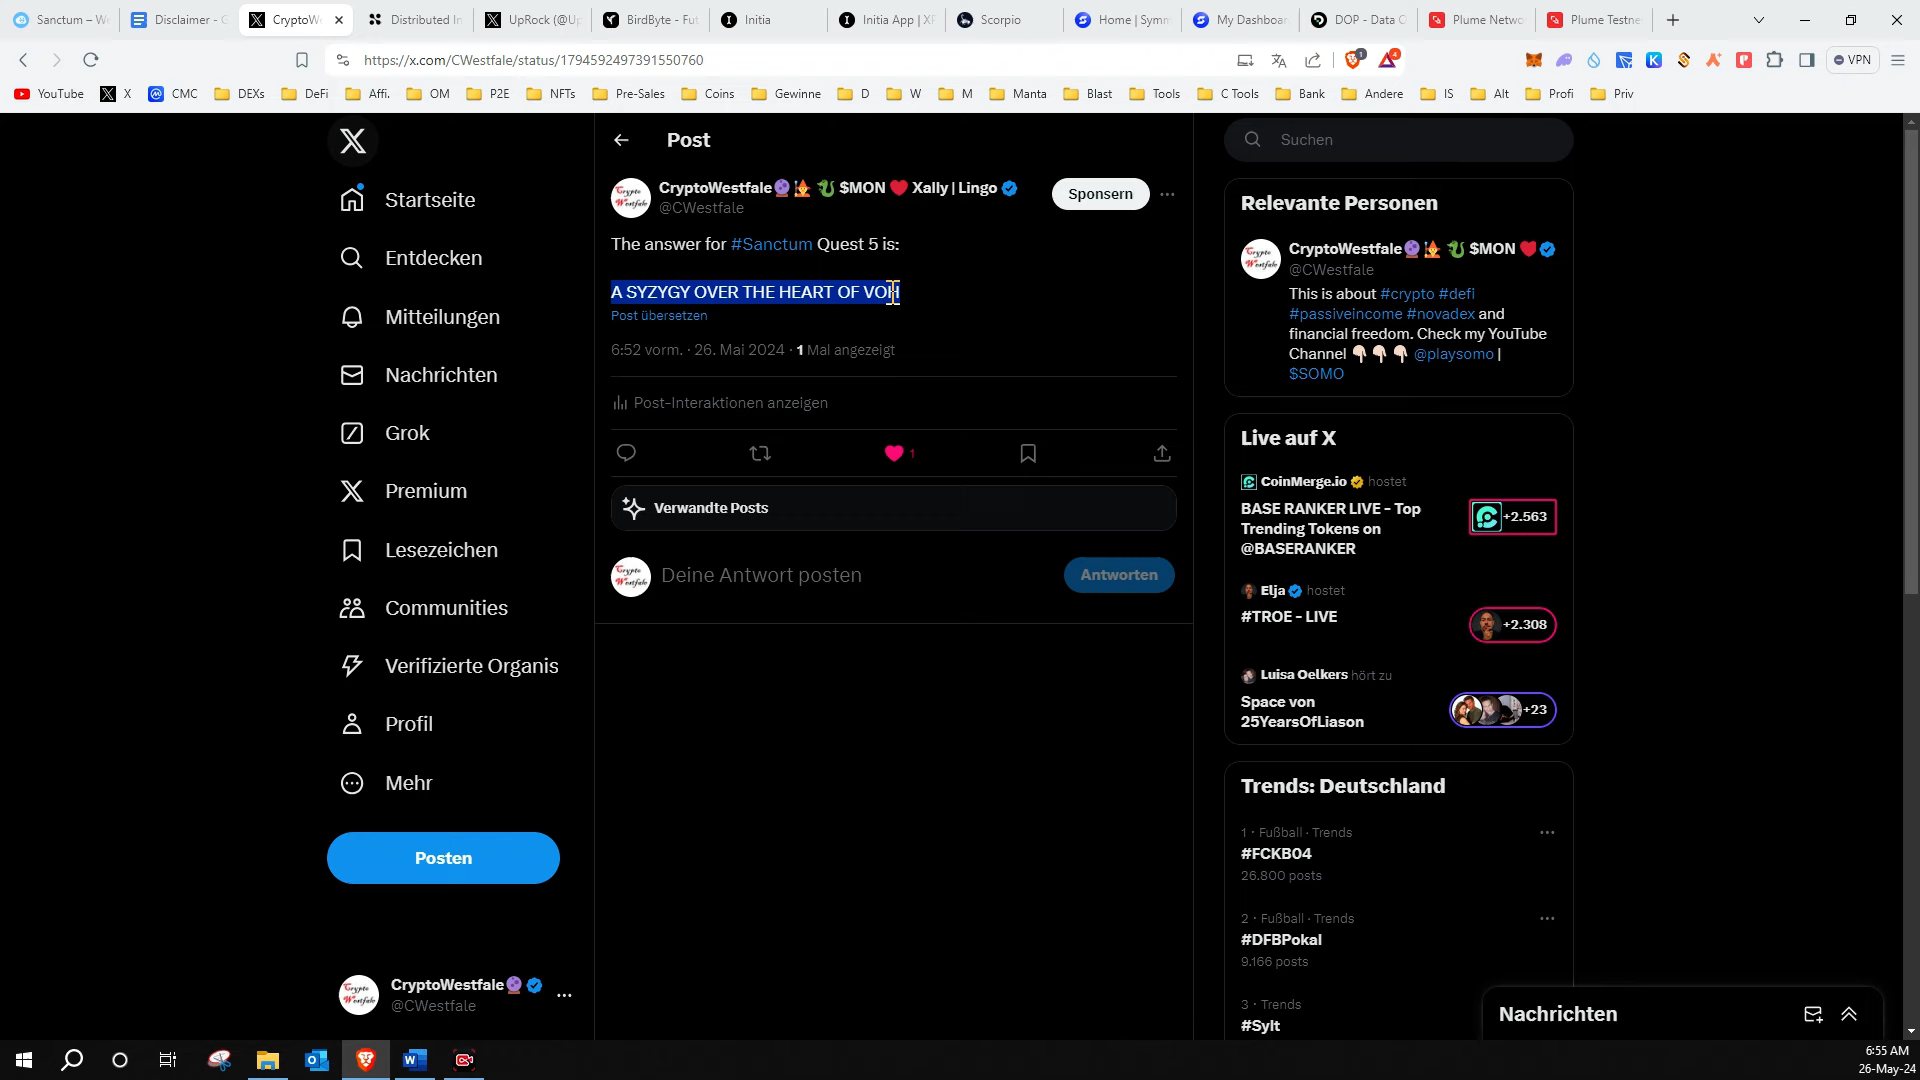 Sanctum – We
Disclaimer - G
CryptoWe
Distributed In
UpRock (@Up
BirdByte - Fut
Initia
Initia App | XP
Scorpio
Home | Symm
My Dashboar
DOP - Data O
Plume Netwo
Plume Testne
https://x.com/CWestfale/status/1794592497391550760
1
4
VPN
YouTube X CMC DEXs DeFi Affi. OM P2E NFTs Pre-Sales Coins Gewinne D W M Manta Blast Tools C Tools Bank Andere IS Alt Profi Priv
Startseite
Entdecken
Mitteilungen
Nachrichten
Grok
Premium
Lesezeichen
Communities
Verifizierte Organis
Profil
Mehr
Posten
CryptoWestfale🔮
@CWestfale
Post
CryptoWestfale🔮 $MON ❤️ Xally | Lingo
@CWestfale
Sponsern
The answer for #Sanctum Quest 5 is:
A SYZYGY OVER THE HEART OF VOH
Post übersetzen
6:52 vorm. · 26. Mai 2024 · 1 Mal angezeigt
Post-Interaktionen anzeigen
1
Verwandte Posts
Crypto
Westfale
Deine Antwort posten
Antworten
Suchen
Relevante Personen
CryptoWestfale🔮 $MON ❤️
@CWestfale
This is about #crypto #defi
#passiveincome #novadex and
financial freedom. Check my YouTube
Channel 👇🏻👇🏻👇🏻 @playsomo |
$SOMO
Live auf X
CoinMerge.io hostet
BASE RANKER LIVE - Top
Trending Tokens on
@BASERANKER
+2.563
Elja hostet
#TROE - LIVE
+2.308
Luisa Oelkers hört zu
Space von
25YearsOfLiason
+23
Trends: Deutschland
1 · Fußball · Trends
#FCKB04
26.800 posts
2 · Fußball · Trends
#DFBPokal
9.166 posts
3 · Trends
#Sylt
Nachrichten
6:55 AM
26-May-24